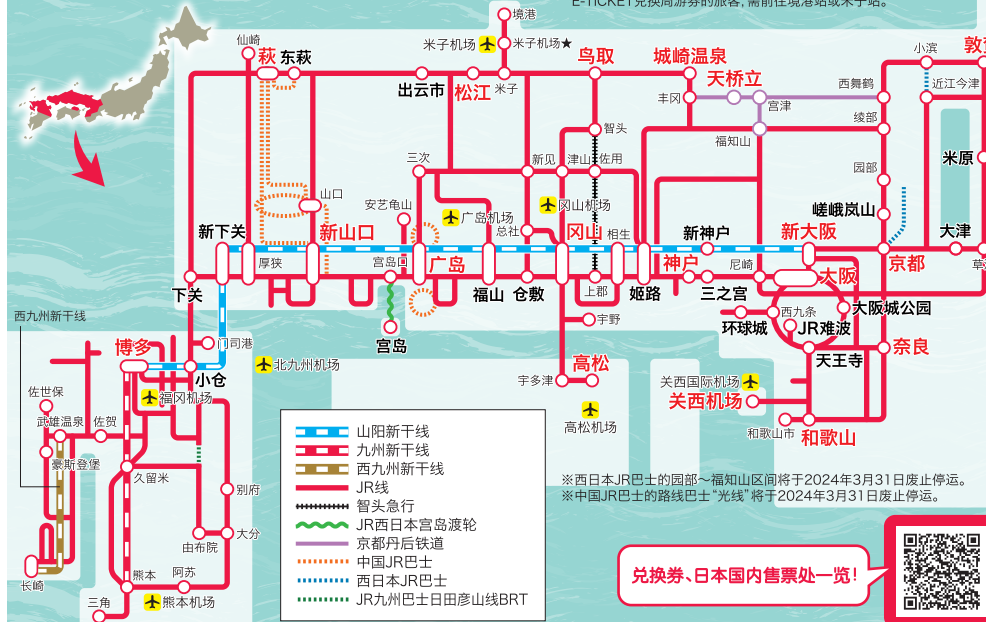 E-TICKET兑换周游券的旅客，需前往境港站或米子站。
境港
米子机场
米子机场★
仙崎
萩
东萩
出云市
松江
米子
鸟取
城崎温泉
天桥立
丰冈
宫津
福知山
西舞鹤
小滨
近江今津
绫部
智头
三次
新见
津山
佐用
园部
米原
山口
安艺龟山
广岛机场
冈山机场
总社
嵯峨岚山
新下关
新山口
冈山
相生
新神户
新大阪
大津
厚狭
宫岛口
广岛
神户
尼崎
大阪
京都
下关
福山
仓敷
上郡
姬路
三之宫
大阪城公园
西九州新干线
宫岛
宇野
环球城
西九条
JR难波
门司港
博多
小仓
北九州机场
天王寺
奈良
高松
宇多津
佐世保
福冈机场
关西国际机场
关西机场
武雄温泉
佐贺
高松机场
和歌山市
和歌山
豪斯登堡
久留米
别府
由布院
大分
长崎
熊本
阿苏
三角
熊本机场
山阳新干线
九州新干线
西九州新干线
JR线
智头急行
JR西日本宫岛渡轮
京都丹后铁道
中国JR巴士
西日本JR巴士
JR九州巴士日田彦山线BRT
※西日本JR巴士的园部～福知山区间将于2024年3月31日废止停运。
※中国JR巴士的路线巴士“光线”将于2024年3月31日废止停运。
兑换券、日本国内售票处一览！